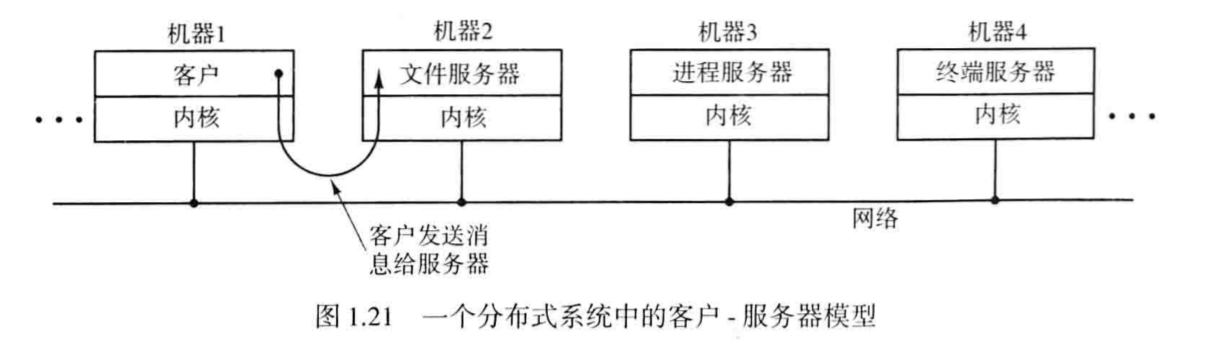 机器1
机器2
机器3
机器4
客户
文件服务器
进程服务器
终端服务器
内核
内核
内核
内核
网络
客户发送消
息给服务器
图 1.21 一个分布式系统中的客户 - 服务器模型